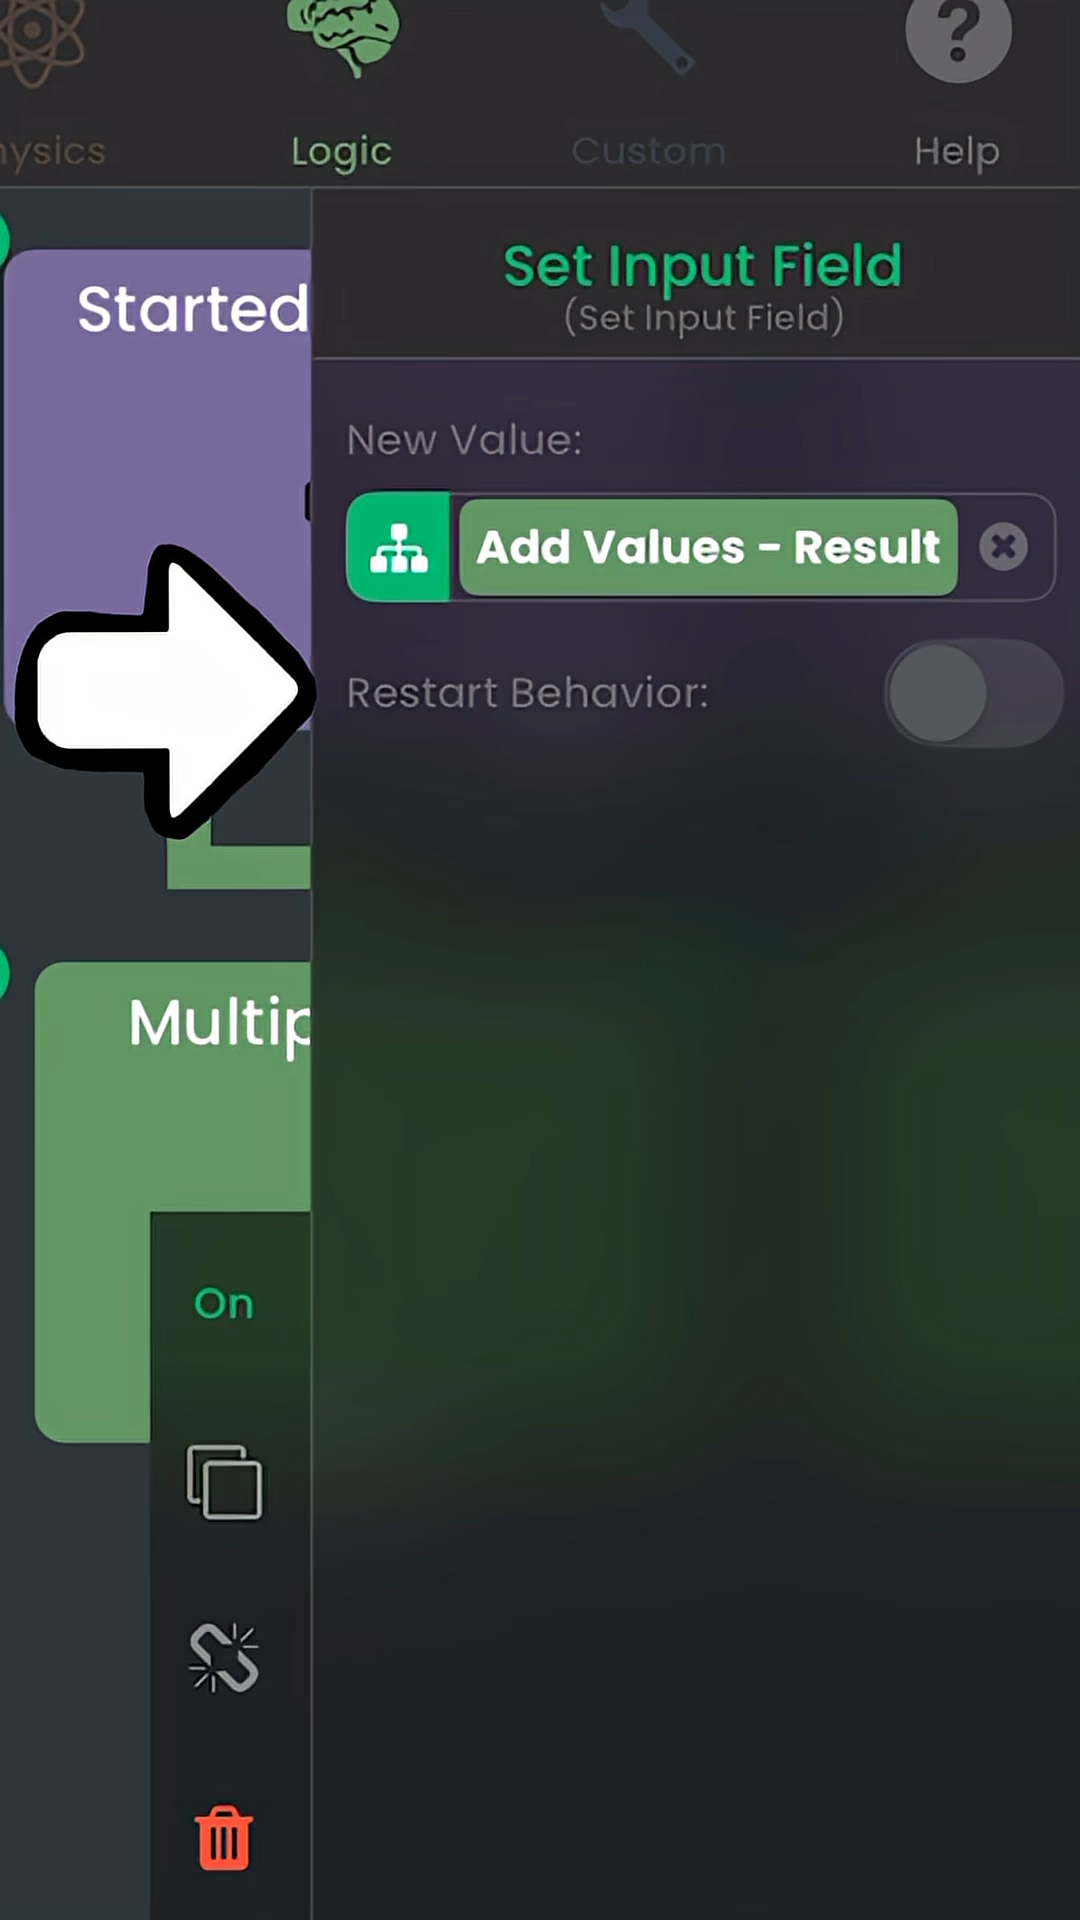 ysics
Logic
Custom
Help
Started
Set Input Field
(Set Input Field)
New Value:
Add Values - Result
Restart Behavior:
Multip
On